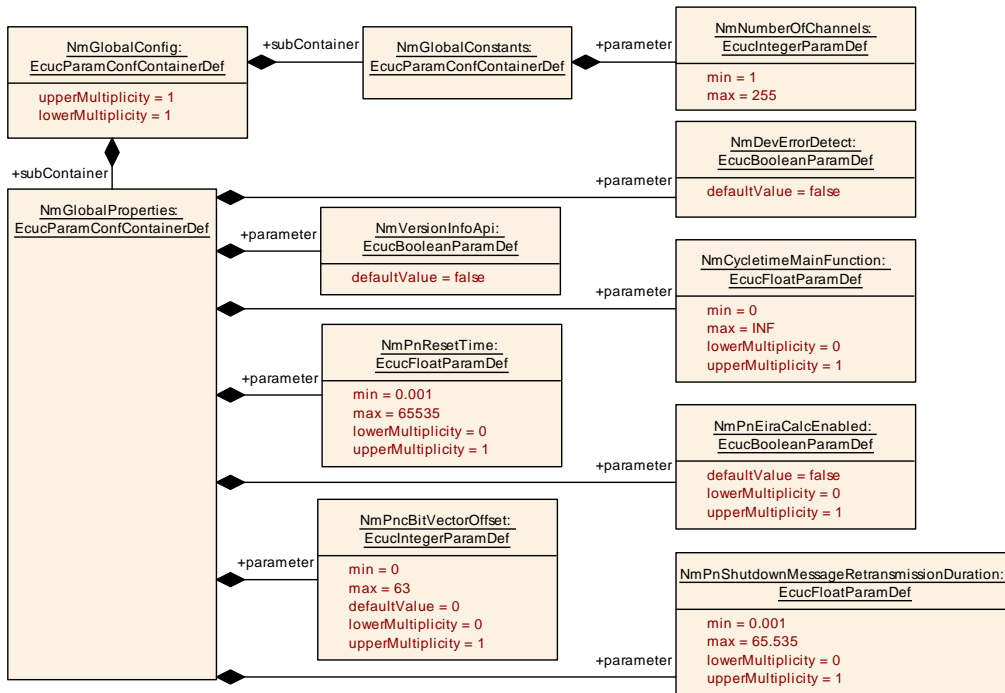 NmGlobalConfig:
EcucParamConfContainerDef
upperMultiplicity = 1
lowerMultiplicity = 1
+subContainer
NmGlobalConstants:
EcucParamConfContainerDef
+parameter
NmNumberOfChannels:
EcucIntegerParamDef
min = 1
max = 255
+subContainer
NmGlobalProperties:
EcucParamConfContainerDef
+parameter
NmDevErrorDetect:
EcucBooleanParamDef
defaultValue = false
+parameter
NmVersionInfoApi:
EcucBooleanParamDef
defaultValue = false
+parameter
NmCycletimeMainFunction:
EcucFloatParamDef
min = 0
max = INF
lowerMultiplicity = 0
upperMultiplicity = 1
+parameter
NmPnResetTime:
EcucFloatParamDef
min = 0.001
max = 65535
lowerMultiplicity = 0
upperMultiplicity = 1
+parameter
NmPnEiraCalcEnabled:
EcucBooleanParamDef
defaultValue = false
lowerMultiplicity = 0
upperMultiplicity = 1
+parameter
NmPncBitVectorOffset:
EcucIntegerParamDef
min = 0
max = 63
defaultValue = 0
lowerMultiplicity = 0
upperMultiplicity = 1
+parameter
NmPnShutdownMessageRetransmissionDuration:
EcucFloatParamDef
min = 0.001
max = 65.535
lowerMultiplicity = 0
upperMultiplicity = 1